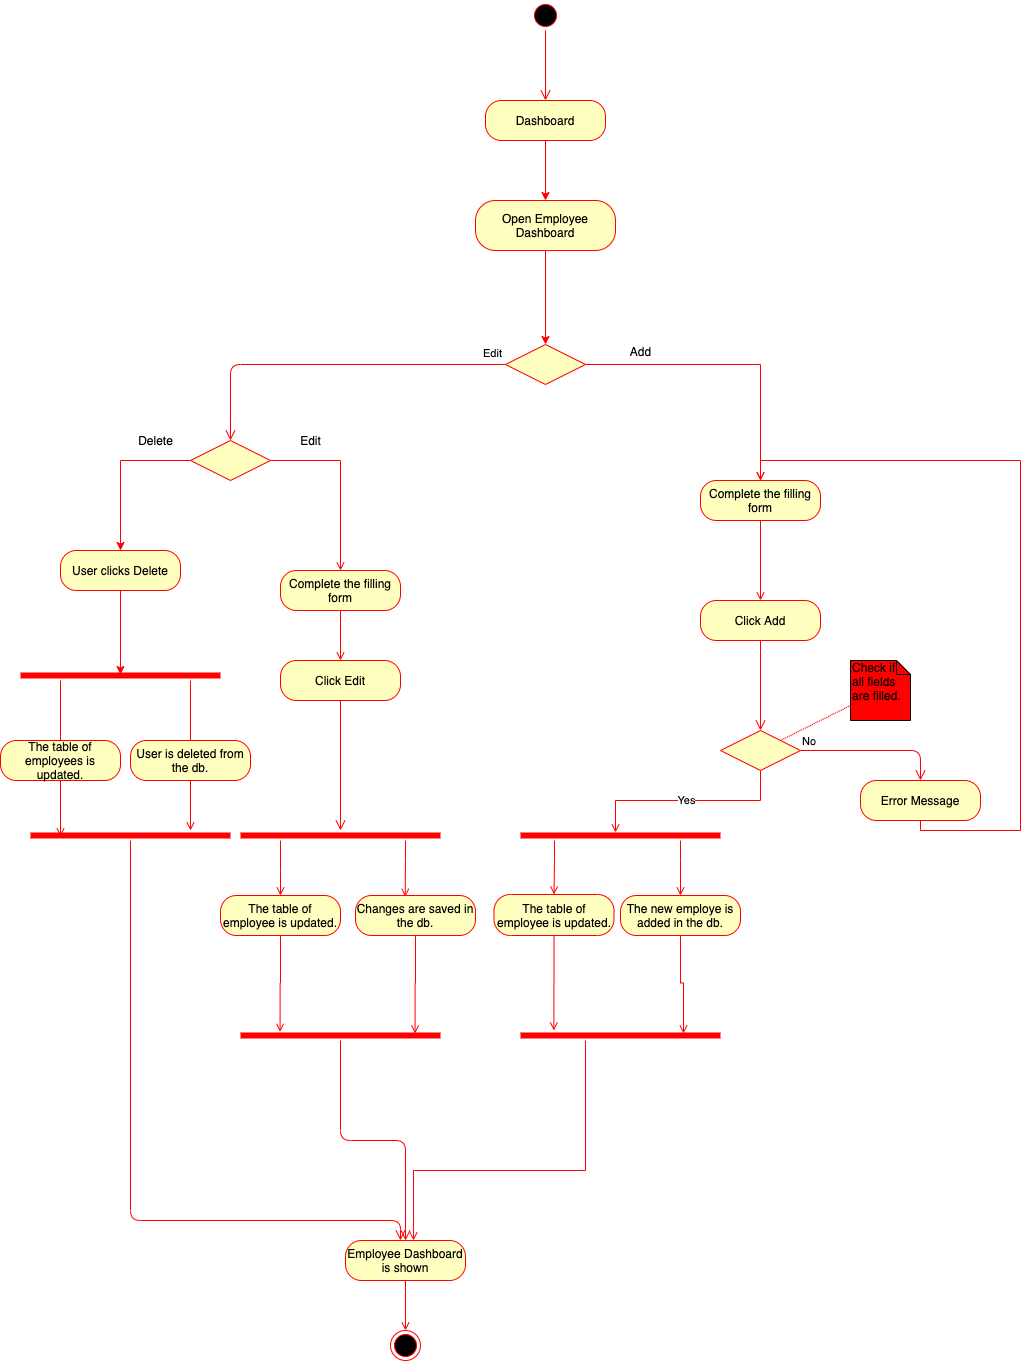 Dashboard
Open Employee
Dashboard
Edit
Add
Delete
Edit
Complete the filling
form
User clicks Delete
Complete the filling
form
Click Add
Click Edit
Check if
all fields
are filled.
No
The table of
employees is
updated.
User is deleted from
the db.
Yes
Error Message
The table of
employee is updated.
Changes are saved in
the db.
The table of
employee is updated.
The new employe is
added in the db.
Employee Dashboard
is shown